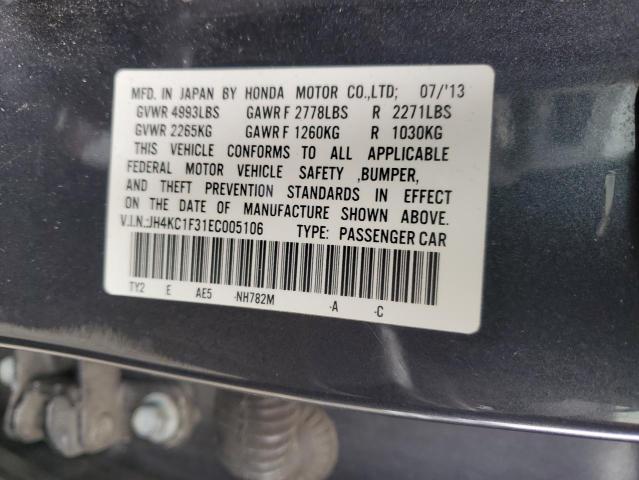 MFD. IN JAPAN BY HONDA MOTOR CO.,LTD; 07/'13
GVWR 4993LBS GAWR F 2778LBS R 2271LBS
GVWR 2265KG GAWR F 1260KG R 1030KG
THIS VEHICLE CONFORMS TO ALL APPLICABLE
FEDERAL MOTOR VEHICLE SAFETY ,BUMPER,
AND THEFT PREVENTION STANDARDS IN EFFECT
ON THE DATE OF MANUFACTURE SHOWN ABOVE.
V.I.N.:JH4KC1F31EC005106 TYPE: PASSENGER CAR
TY2 E AE5 -NH782M -A -C